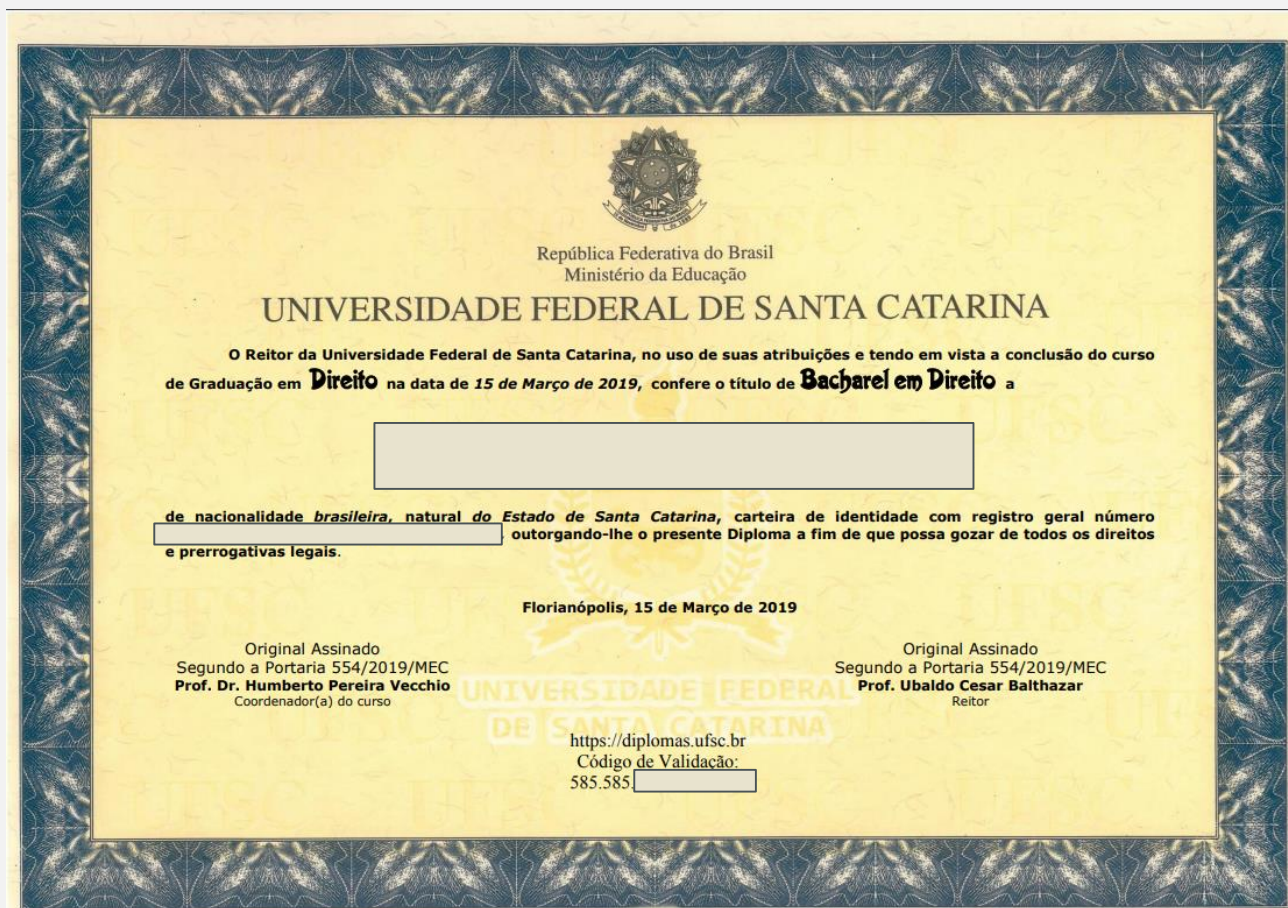 República Federativa do Brasil
Ministério da Educação
UNIVERSIDADE FEDERAL DE SANTA CATARINA
O Reitor da Universidade Federal de Santa Catarina, no uso de suas atribuições e tendo em vista a conclusão do curso
de Graduação em Direito na data de 15 de Março de 2019, confere o título de Bacharel em Direito a
de nacionalidade brasileira, natural do Estado de Santa Catarina, carteira de identidade com registro geral número
, outorgando-lhe o presente Diploma a fim de que possa gozar de todos os direitos
e prerrogativas legais.
Florianópolis, 15 de Março de 2019
Original Assinado
Segundo a Portaria 554/2019/MEC
Prof. Dr. Humberto Pereira Vecchio
Coordenador(a) do curso
Original Assinado
Segundo a Portaria 554/2019/MEC
Prof. Ubaldo Cesar Balthazar
Reitor
UNIVERSIDADE FEDERAL
DE SANTA CATARINA
https://diplomas.ufsc.br
Código de Validação:
585.585.